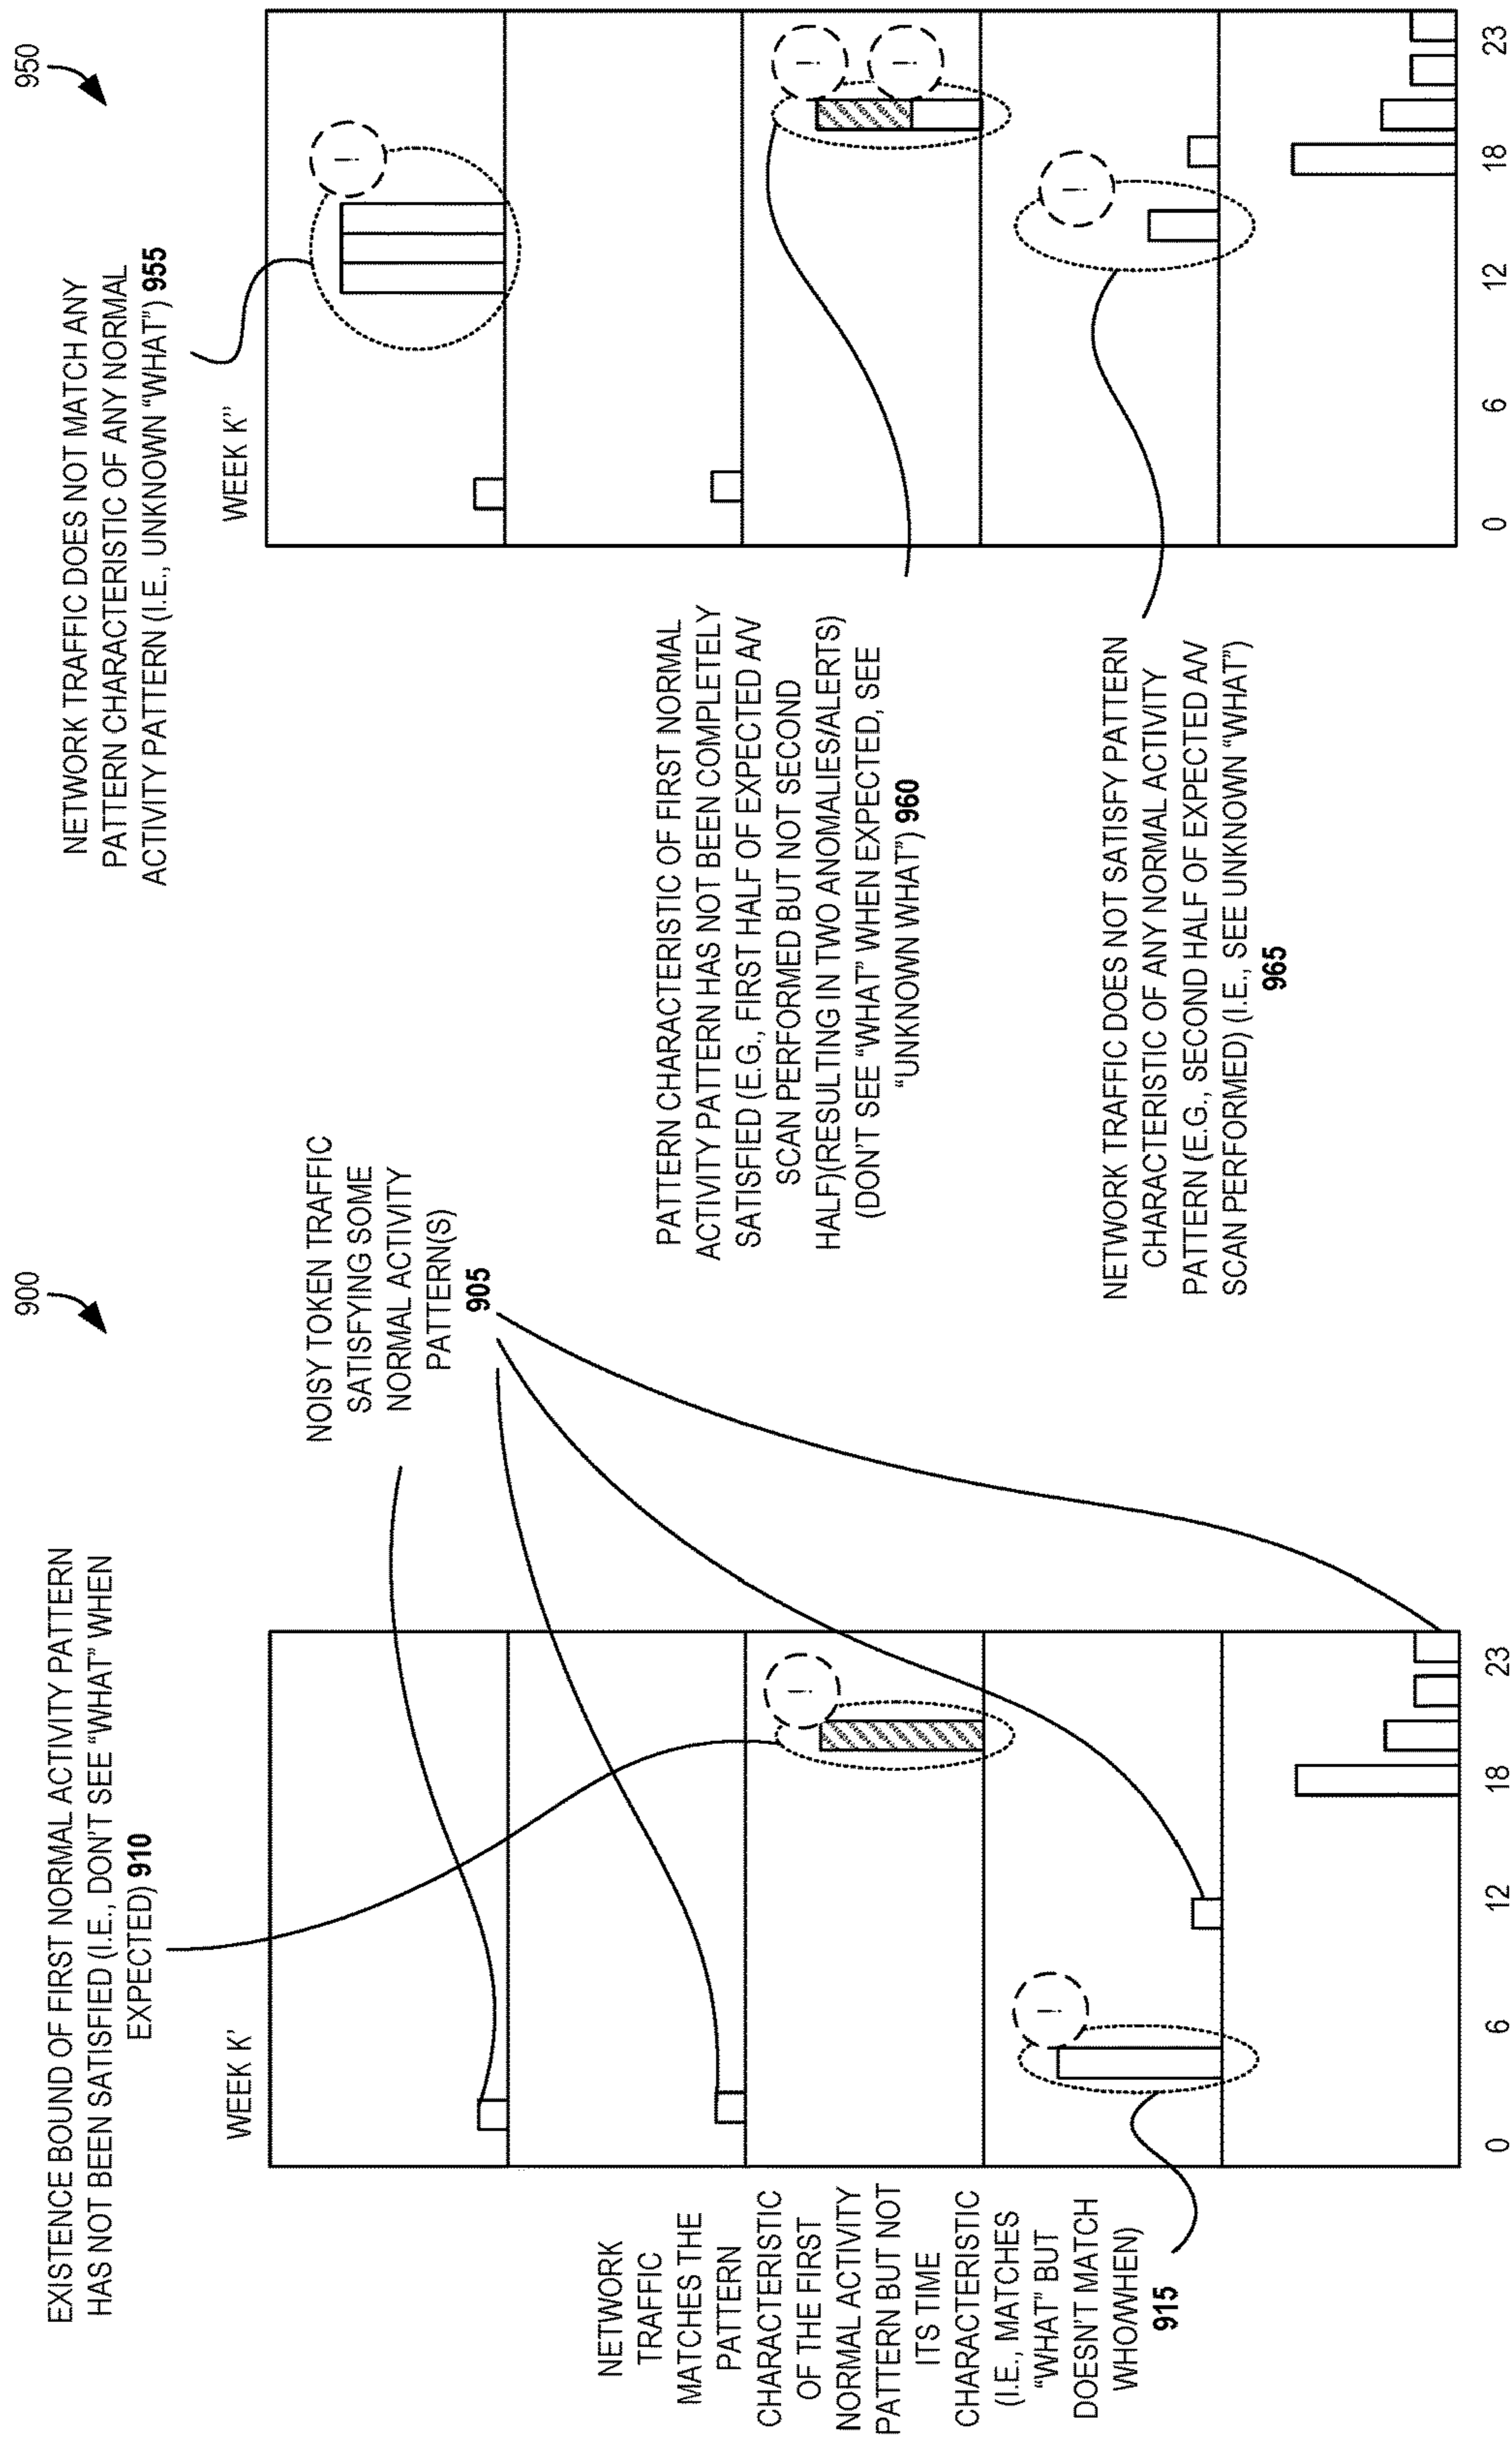 900
EXISTENCE BOUND OF FIRST NORMAL ACTIVITY PATTERN
HAS NOT BEEN SATISFIED (I.E., DON'T SEE "WHAT" WHEN
EXPECTED) 910
WEEK K'
NOISY TOKEN TRAFFIC
SATISFYING SOME
NORMAL ACTIVITY
PATTERN(S)
905
NETWORK
TRAFFIC
MATCHES THE
PATTERN
CHARACTERISTIC
OF THE FIRST
NORMAL ACTIVITY
PATTERN BUT NOT
ITS TIME
CHARACTERISTIC
(I.E., MATCHES
"WHAT" BUT
DOESN'T MATCH
WHO/WHEN)
915
!
!
0 6 12 18 23
950
NETWORK TRAFFIC DOES NOT MATCH ANY
PATTERN CHARACTERISTIC OF ANY NORMAL
ACTIVITY PATTERN (I.E., UNKNOWN "WHAT") 955
WEEK K''
!
PATTERN CHARACTERISTIC OF FIRST NORMAL
ACTIVITY PATTERN HAS NOT BEEN COMPLETELY
SATISFIED (E.G., FIRST HALF OF EXPECTED A/V
SCAN PERFORMED BUT NOT SECOND
HALF)(RESULTING IN TWO ANOMALIES/ALERTS)
(DON'T SEE "WHAT" WHEN EXPECTED, SEE
"UNKNOWN WHAT") 960
!
!
NETWORK TRAFFIC DOES NOT SATISFY PATTERN
CHARACTERISTIC OF ANY NORMAL ACTIVITY
PATTERN (E.G., SECOND HALF OF EXPECTED A/V
SCAN PERFORMED) (I.E., SEE UNKNOWN "WHAT")
965
!
0 6 12 18 23